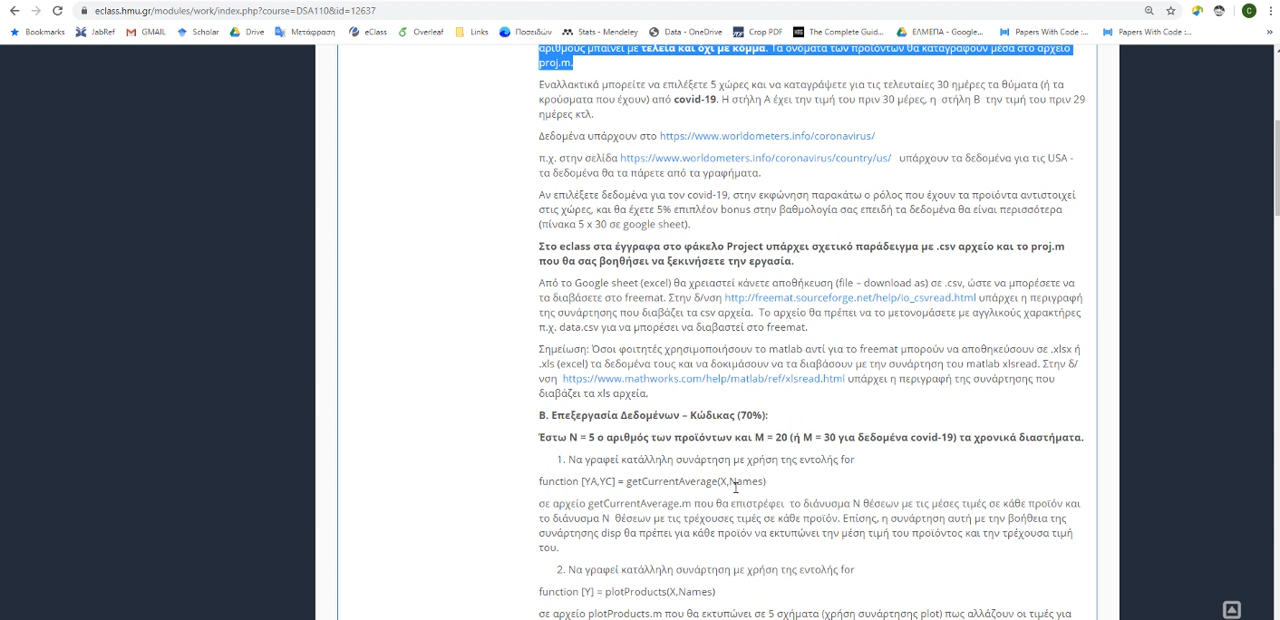 eclass.hmu.gr/modules/work/index.php?course=DSA110&id=12637
C
Bookmarks JabRef GMAIL Scholar Drive Μετάφραση eClass Overleaf Links Ποσειδών Stats - Mendeley Data - OneDrive Crop PDF The Complete Guid... ΕΛΜΕΠΑ – Google... Papers With Code :... Papers With Code :... »
αριθμούς μπαίνει με τελεία και όχι με κόμμα. Τα ονόματα των προϊόντων θα καταγραφούν μέσα στο αρχείο
proj.m.
Εναλλακτικά μπορείτε να επιλέξετε 5 χώρες και να καταγράψετε για τις τελευταίες 30 ημέρες τα θύματα (ή τα
κρούσματα που έχουν) από covid-19. Η στήλη Α έχει την τιμή του πριν 30 μέρες, η στήλη Β την τιμή του πριν 29
ημέρες κτλ.
Δεδομένα υπάρχουν στο https://www.worldometers.info/coronavirus/
π.χ. στην σελίδα https://www.worldometers.info/coronavirus/country/us/ υπάρχουν τα δεδομένα για τις USA -
τα δεδομένα θα τα πάρετε από τα γραφήματα.
Αν επιλέξετε δεδομένα για τον covid-19, στην εκφώνηση παρακάτω ο ρόλος που έχουν τα προϊόντα αντιστοιχεί
στις χώρες, και θα έχετε 5% επιπλέον bonus στην βαθμολογία σας επειδή τα δεδομένα θα είναι περισσότερα
(πίνακα 5 x 30 σε google sheet).
Στο eclass στα έγγραφα στο φάκελο Project υπάρχει σχετικό παράδειγμα με .csv αρχείο και το proj.m
που θα σας βοηθήσει να ξεκινήσετε την εργασία.
Από το Google sheet (excel) θα χρειαστεί κάνετε αποθήκευση (file – download as) σε .csv, ώστε να μπορέσετε να
τα διαβάσετε στο freemat. Στην δ/νση http://freemat.sourceforge.net/help/io_csvread.html υπάρχει η περιγραφή
της συνάρτησης που διαβάζει τα csv αρχεία. Το αρχείο θα πρέπει να το μετονομάσετε με αγγλικούς χαρακτήρες
π.χ. data.csv για να μπορέσει να διαβαστεί στο freemat.
Σημείωση: Όσοι φοιτητές χρησιμοποιήσουν το matlab αντί για το freemat μπορούν να αποθηκεύσουν σε .xlsx ή
.xls (excel) τα δεδομένα τους και να δοκιμάσουν να τα διαβάσουν με την συνάρτηση του matlab xlsread. Στην δ/
νση https://www.mathworks.com/help/matlab/ref/xlsread.html υπάρχει η περιγραφή της συνάρτησης που
διαβάζει τα xls αρχεία.
Β. Επεξεργασία Δεδομένων – Κώδικας (70%):
Έστω N = 5 ο αριθμός των προϊόντων και M = 20 (ή M = 30 για δεδομένα covid-19) τα χρονικά διαστήματα.
1. Να γραφεί κατάλληλη συνάρτηση με χρήση της εντολής for
function [YA,YC] = getCurrentAverage(X,Names)
σε αρχείο getCurrentAverage.m που θα επιστρέφει το διάνυσμα Ν θέσεων με τις μέσες τιμές σε κάθε προϊόν και
το διάνυσμα Ν θέσεων με τις τρέχουσες τιμές σε κάθε προϊόν. Επίσης, η συνάρτηση αυτή με την βοήθεια της
συνάρτησης disp θα πρέπει για κάθε προϊόν να εκτυπώνει την μέση τιμή του προϊόντος και την τρέχουσα τιμή
του.
2. Να γραφεί κατάλληλη συνάρτηση με χρήση της εντολής for
function [Y] = plotProducts(X,Names)
σε αρχείο plotProducts.m που θα εκτυπώνει σε 5 σχήματα (χρήση συνάρτησης plot) πως αλλάζουν οι τιμές για